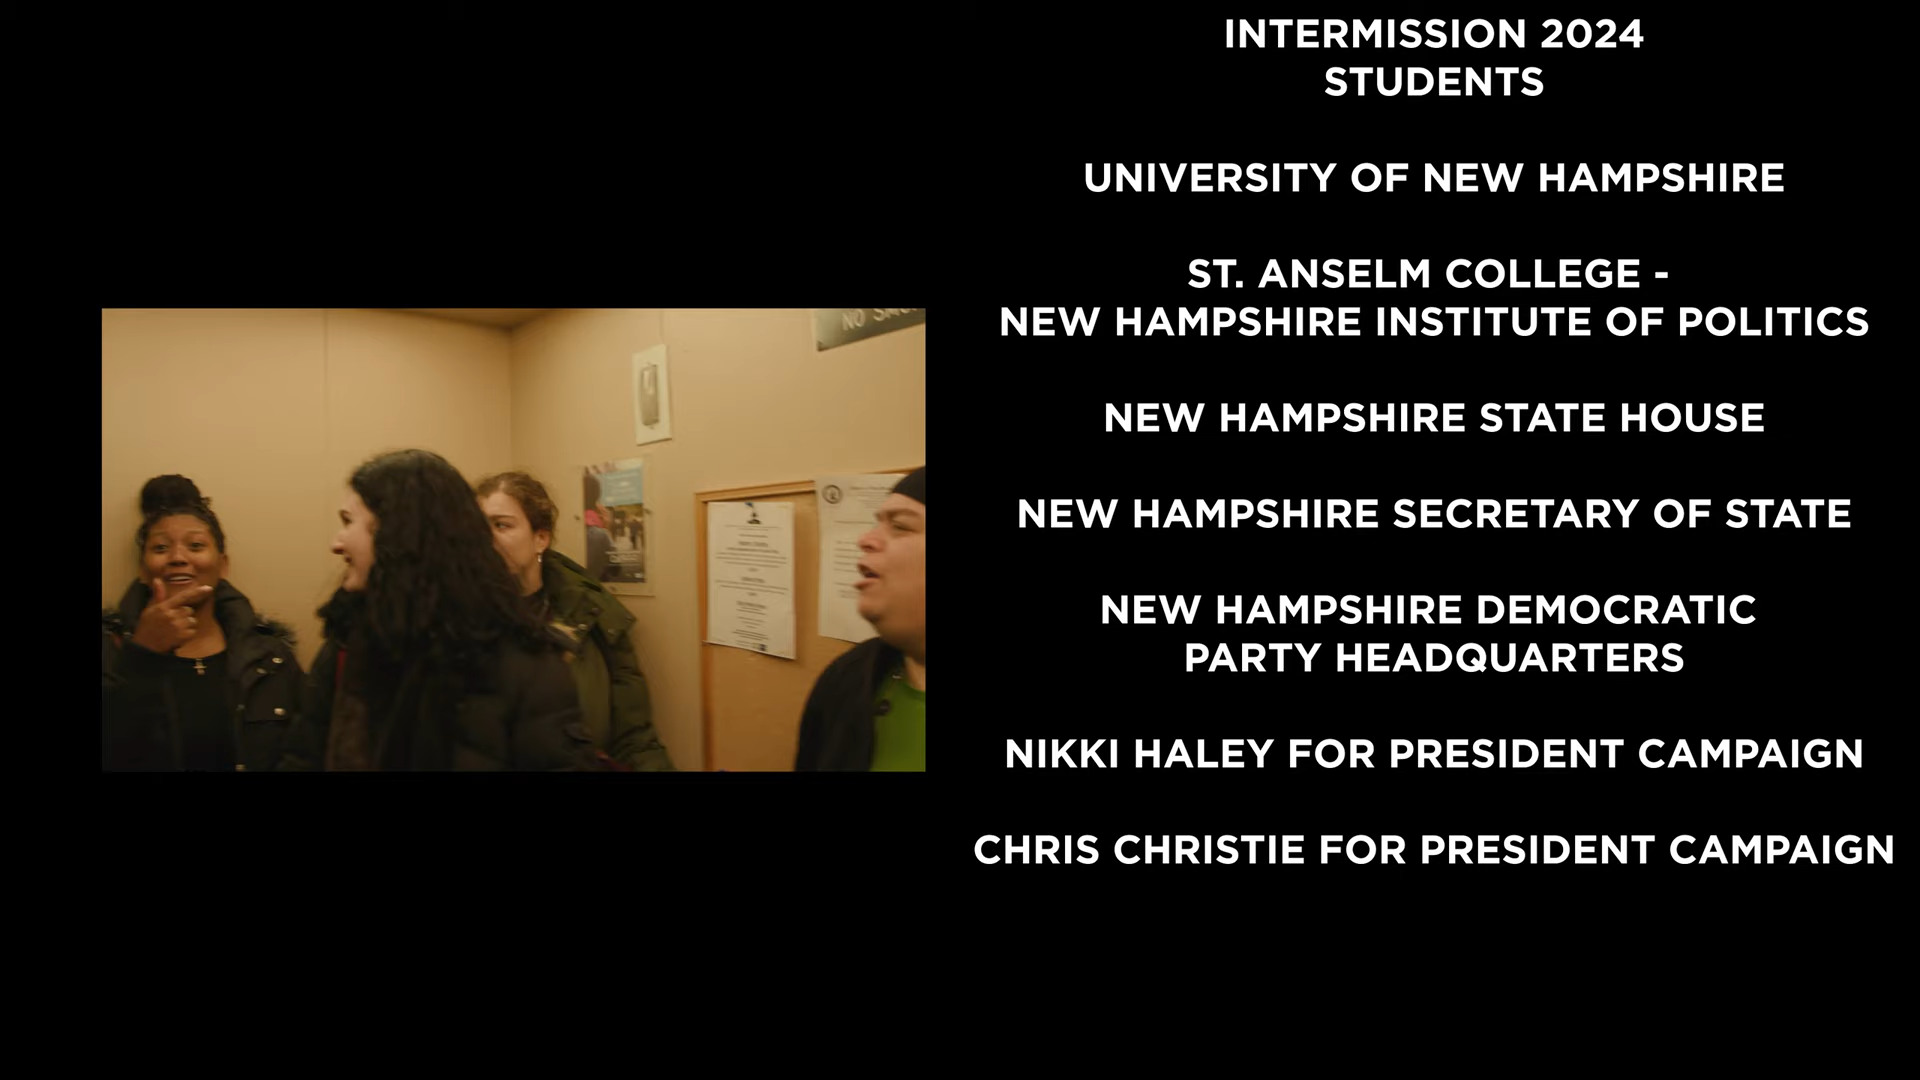 INTERMISSION 2024
STUDENTS
UNIVERSITY OF NEW HAMPSHIRE
ST. ANSELM COLLEGE -
NEW HAMPSHIRE INSTITUTE OF POLITICS
NEW HAMPSHIRE STATE HOUSE
NEW HAMPSHIRE SECRETARY OF STATE
NEW HAMPSHIRE DEMOCRATIC
PARTY HEADQUARTERS
NIKKI HALEY FOR PRESIDENT CAMPAIGN
CHRIS CHRISTIE FOR PRESIDENT CAMPAIGN
NO